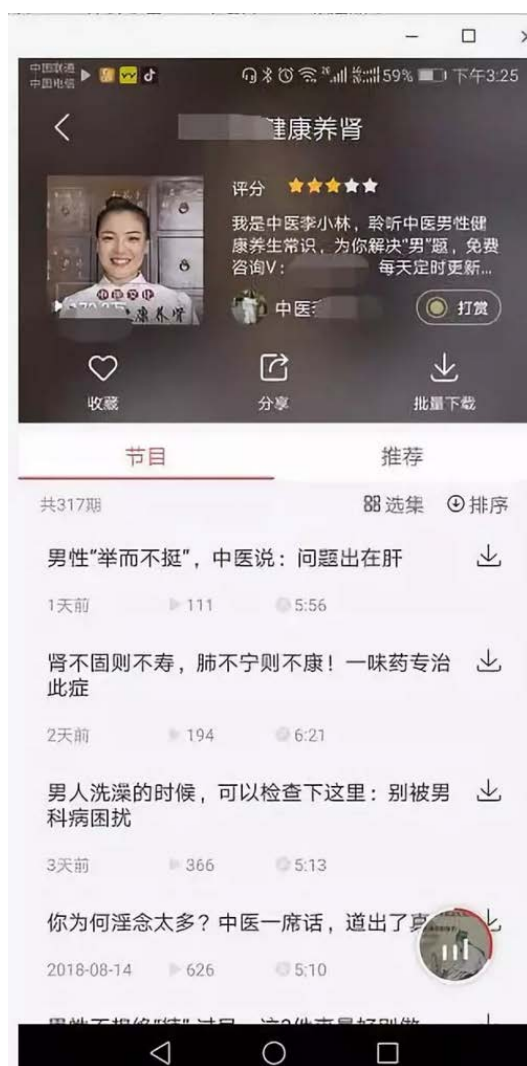 中国联通
中国电信
59% 下午3:25
健康养肾
评分
我是中医李小林，聆听中医男性健
康养生常识，为你解决"男"题，免费
咨询V： 每天定时更新...
中医
打赏
健康养肾
收藏
分享
批量下载
节目
推荐
共317期
选集
排序
男性"举而不挺"，中医说：问题出在肝
1天前 111 5:56
肾不固则不寿，肺不宁则不康！一味药专治
此症
2天前 194 6:21
男人洗澡的时候，可以检查下这里：别被男
科病困扰
3天前 366 5:13
你为何淫念太多？中医一席话，道出了真
2018-08-14 626 5:10